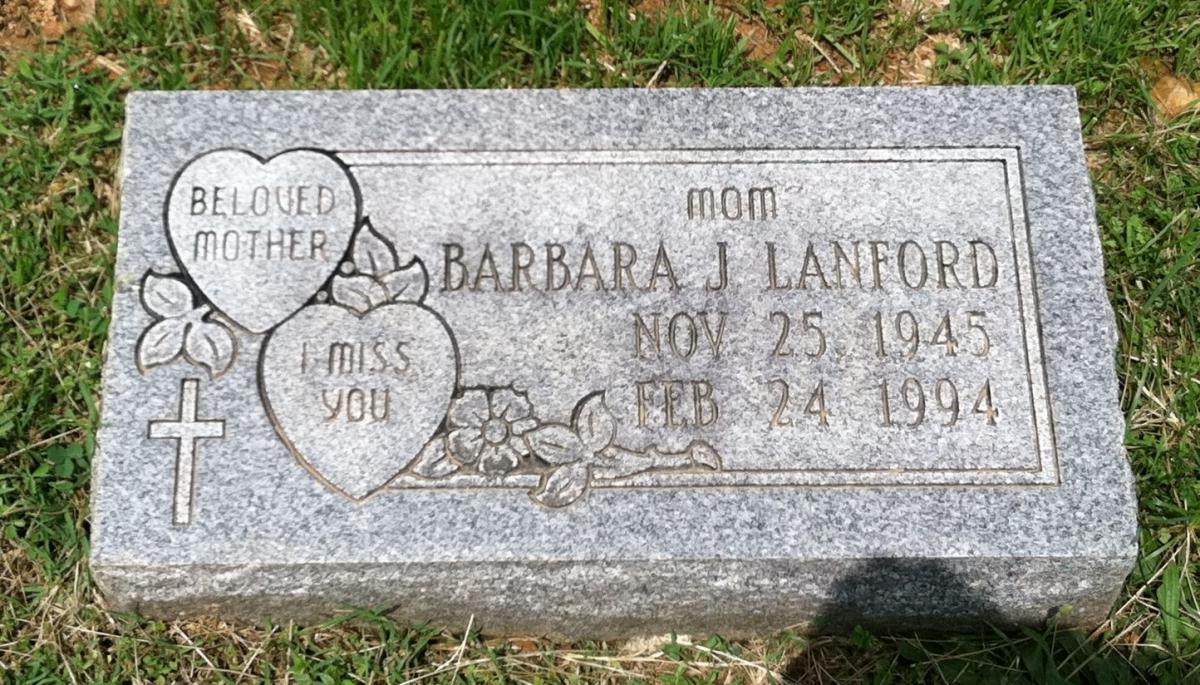 BELOVED
MOTHER
I MISS
YOU
MOM
BARBARA J LANFORD
NOV 25, 1945
FEB 24, 1994